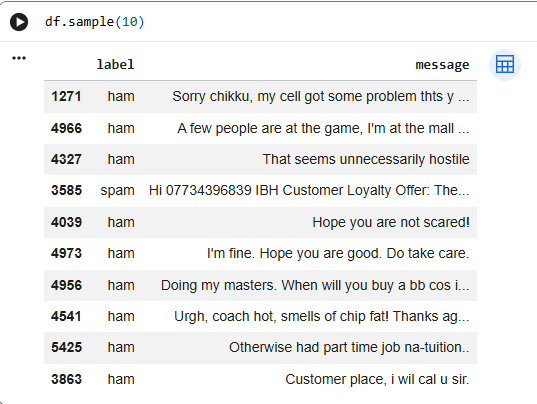 df.sample(10)
label message
1271 ham Sorry chikku, my cell got some problem thts y ...
4966 ham A few people are at the game, I'm at the mall ...
4327 ham That seems unnecessarily hostile
3585 spam Hi 07734396839 IBH Customer Loyalty Offer: The...
4039 ham Hope you are not scared!
4973 ham I'm fine. Hope you are good. Do take care.
4956 ham Doing my masters. When will you buy a bb cos i...
4541 ham Urgh, coach hot, smells of chip fat! Thanks ag...
5425 ham Otherwise had part time job na-tuition..
3863 ham Customer place, i wil cal u sir.